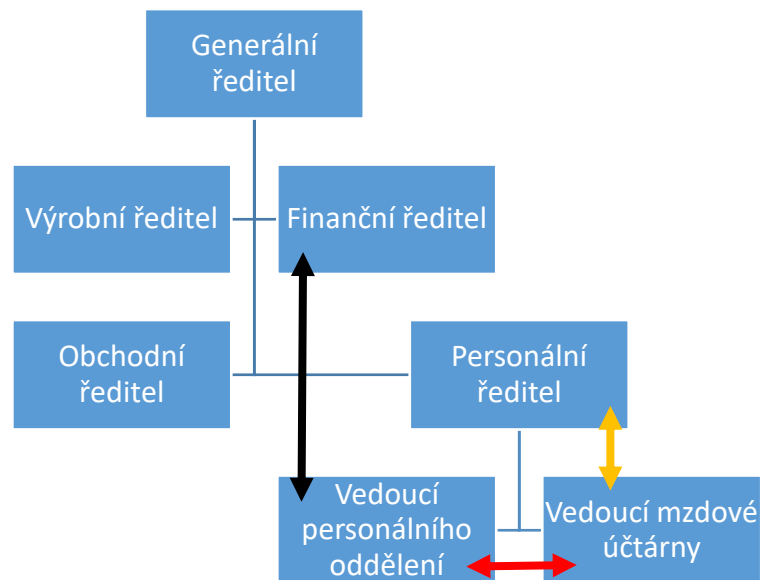 Generální
ředitel
Výrobní ředitel
Finanční ředitel
Obchodní
ředitel
Personální
ředitel
Vedoucí
personálního
oddělení
Vedoucí mzdové
účtárny